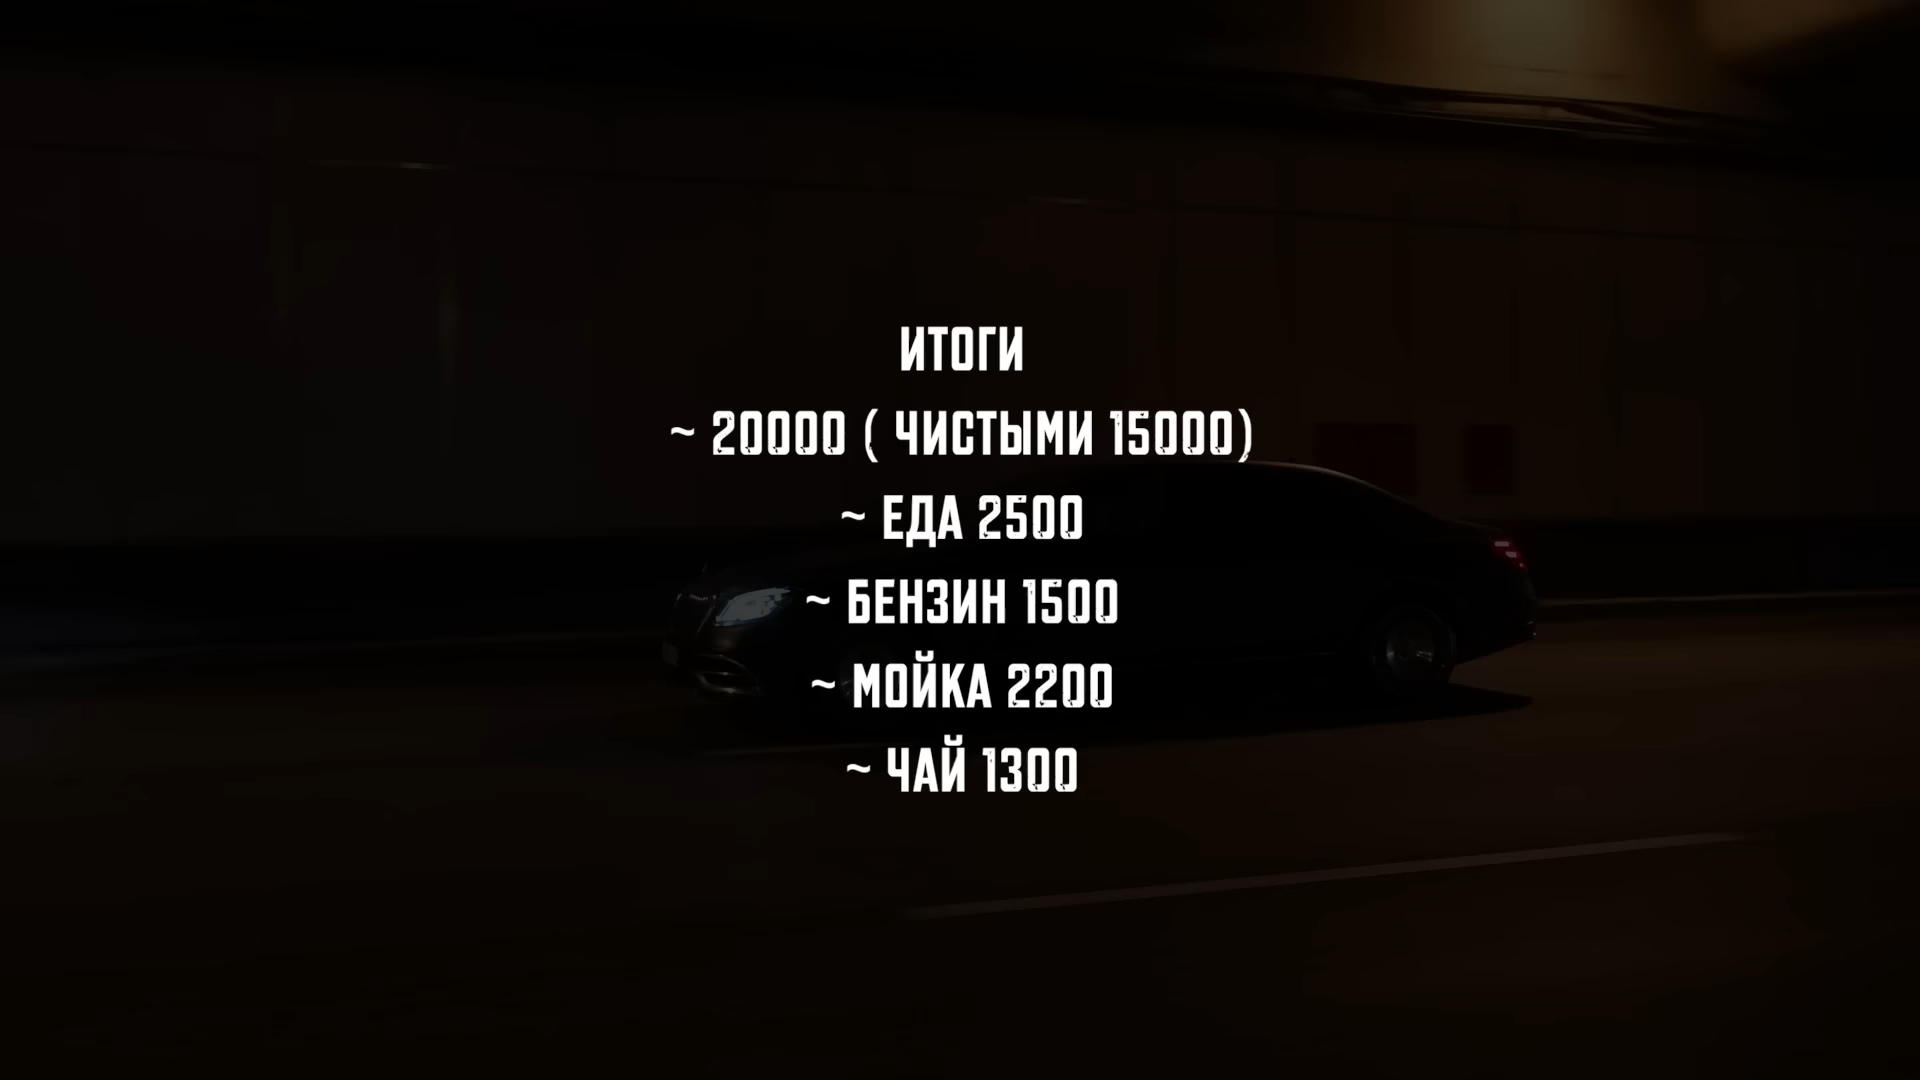 ИТОГИ
~ 20000 ( ЧИСТЫМИ 15000)
~ ЕДА 2500
~ БЕНЗИН 1500
~ МОЙКА 2200
~ ЧАЙ 1300